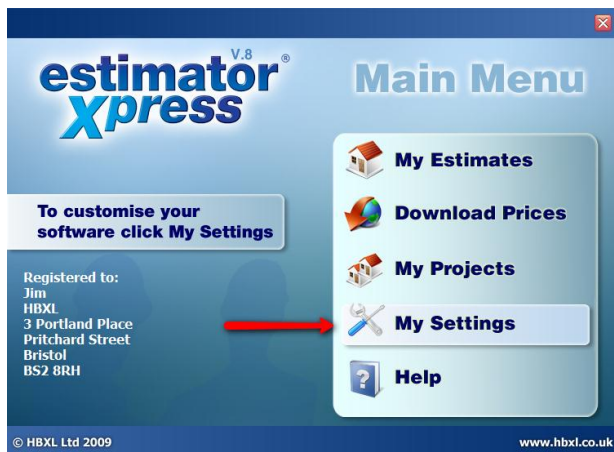 V.8
estimator®
Xpress
Main Menu
My Estimates
Download Prices
My Projects
My Settings
Help
To customise your
software click My Settings
Registered to:
Jim
HBXL
3 Portland Place
Pritchard Street
Bristol
BS2 8RH
© HBXL Ltd 2009
www.hbxl.co.uk